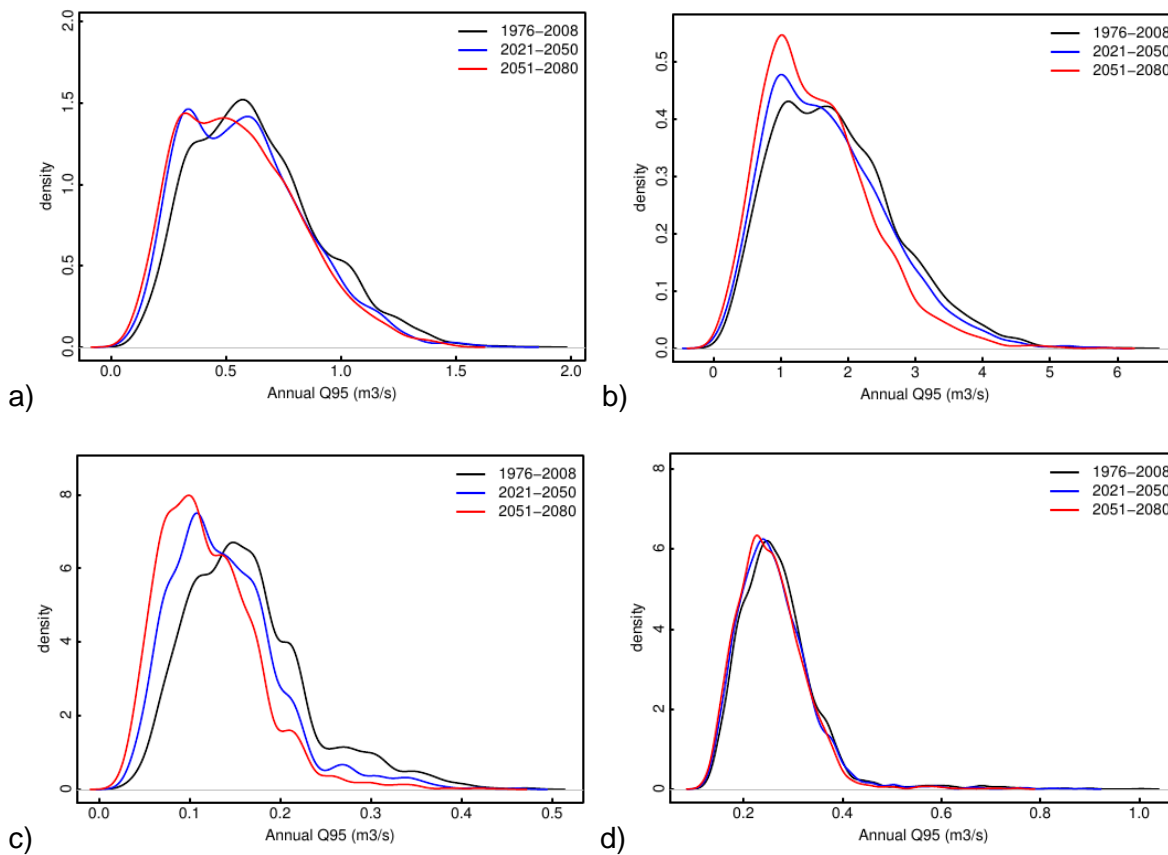 2.0
1.5
1.0
0.5
0.0
density
1976−2008
2021−2050
2051−2080
0.0 0.5 1.0 1.5 2.0
Annual Q95 (m3/s)
a)
0.5
0.4
0.3
0.2
0.1
0.0
density
1976−2008
2021−2050
2051−2080
0 1 2 3 4 5 6
Annual Q95 (m3/s)
b)
8
6
4
2
0
density
1976−2008
2021−2050
2051−2080
0.0 0.1 0.2 0.3 0.4 0.5
Annual Q95 (m3/s)
c)
8
6
4
2
0
density
1976−2008
2021−2050
2051−2080
0.2 0.4 0.6 0.8 1.0
Annual Q95 (m3/s)
d)